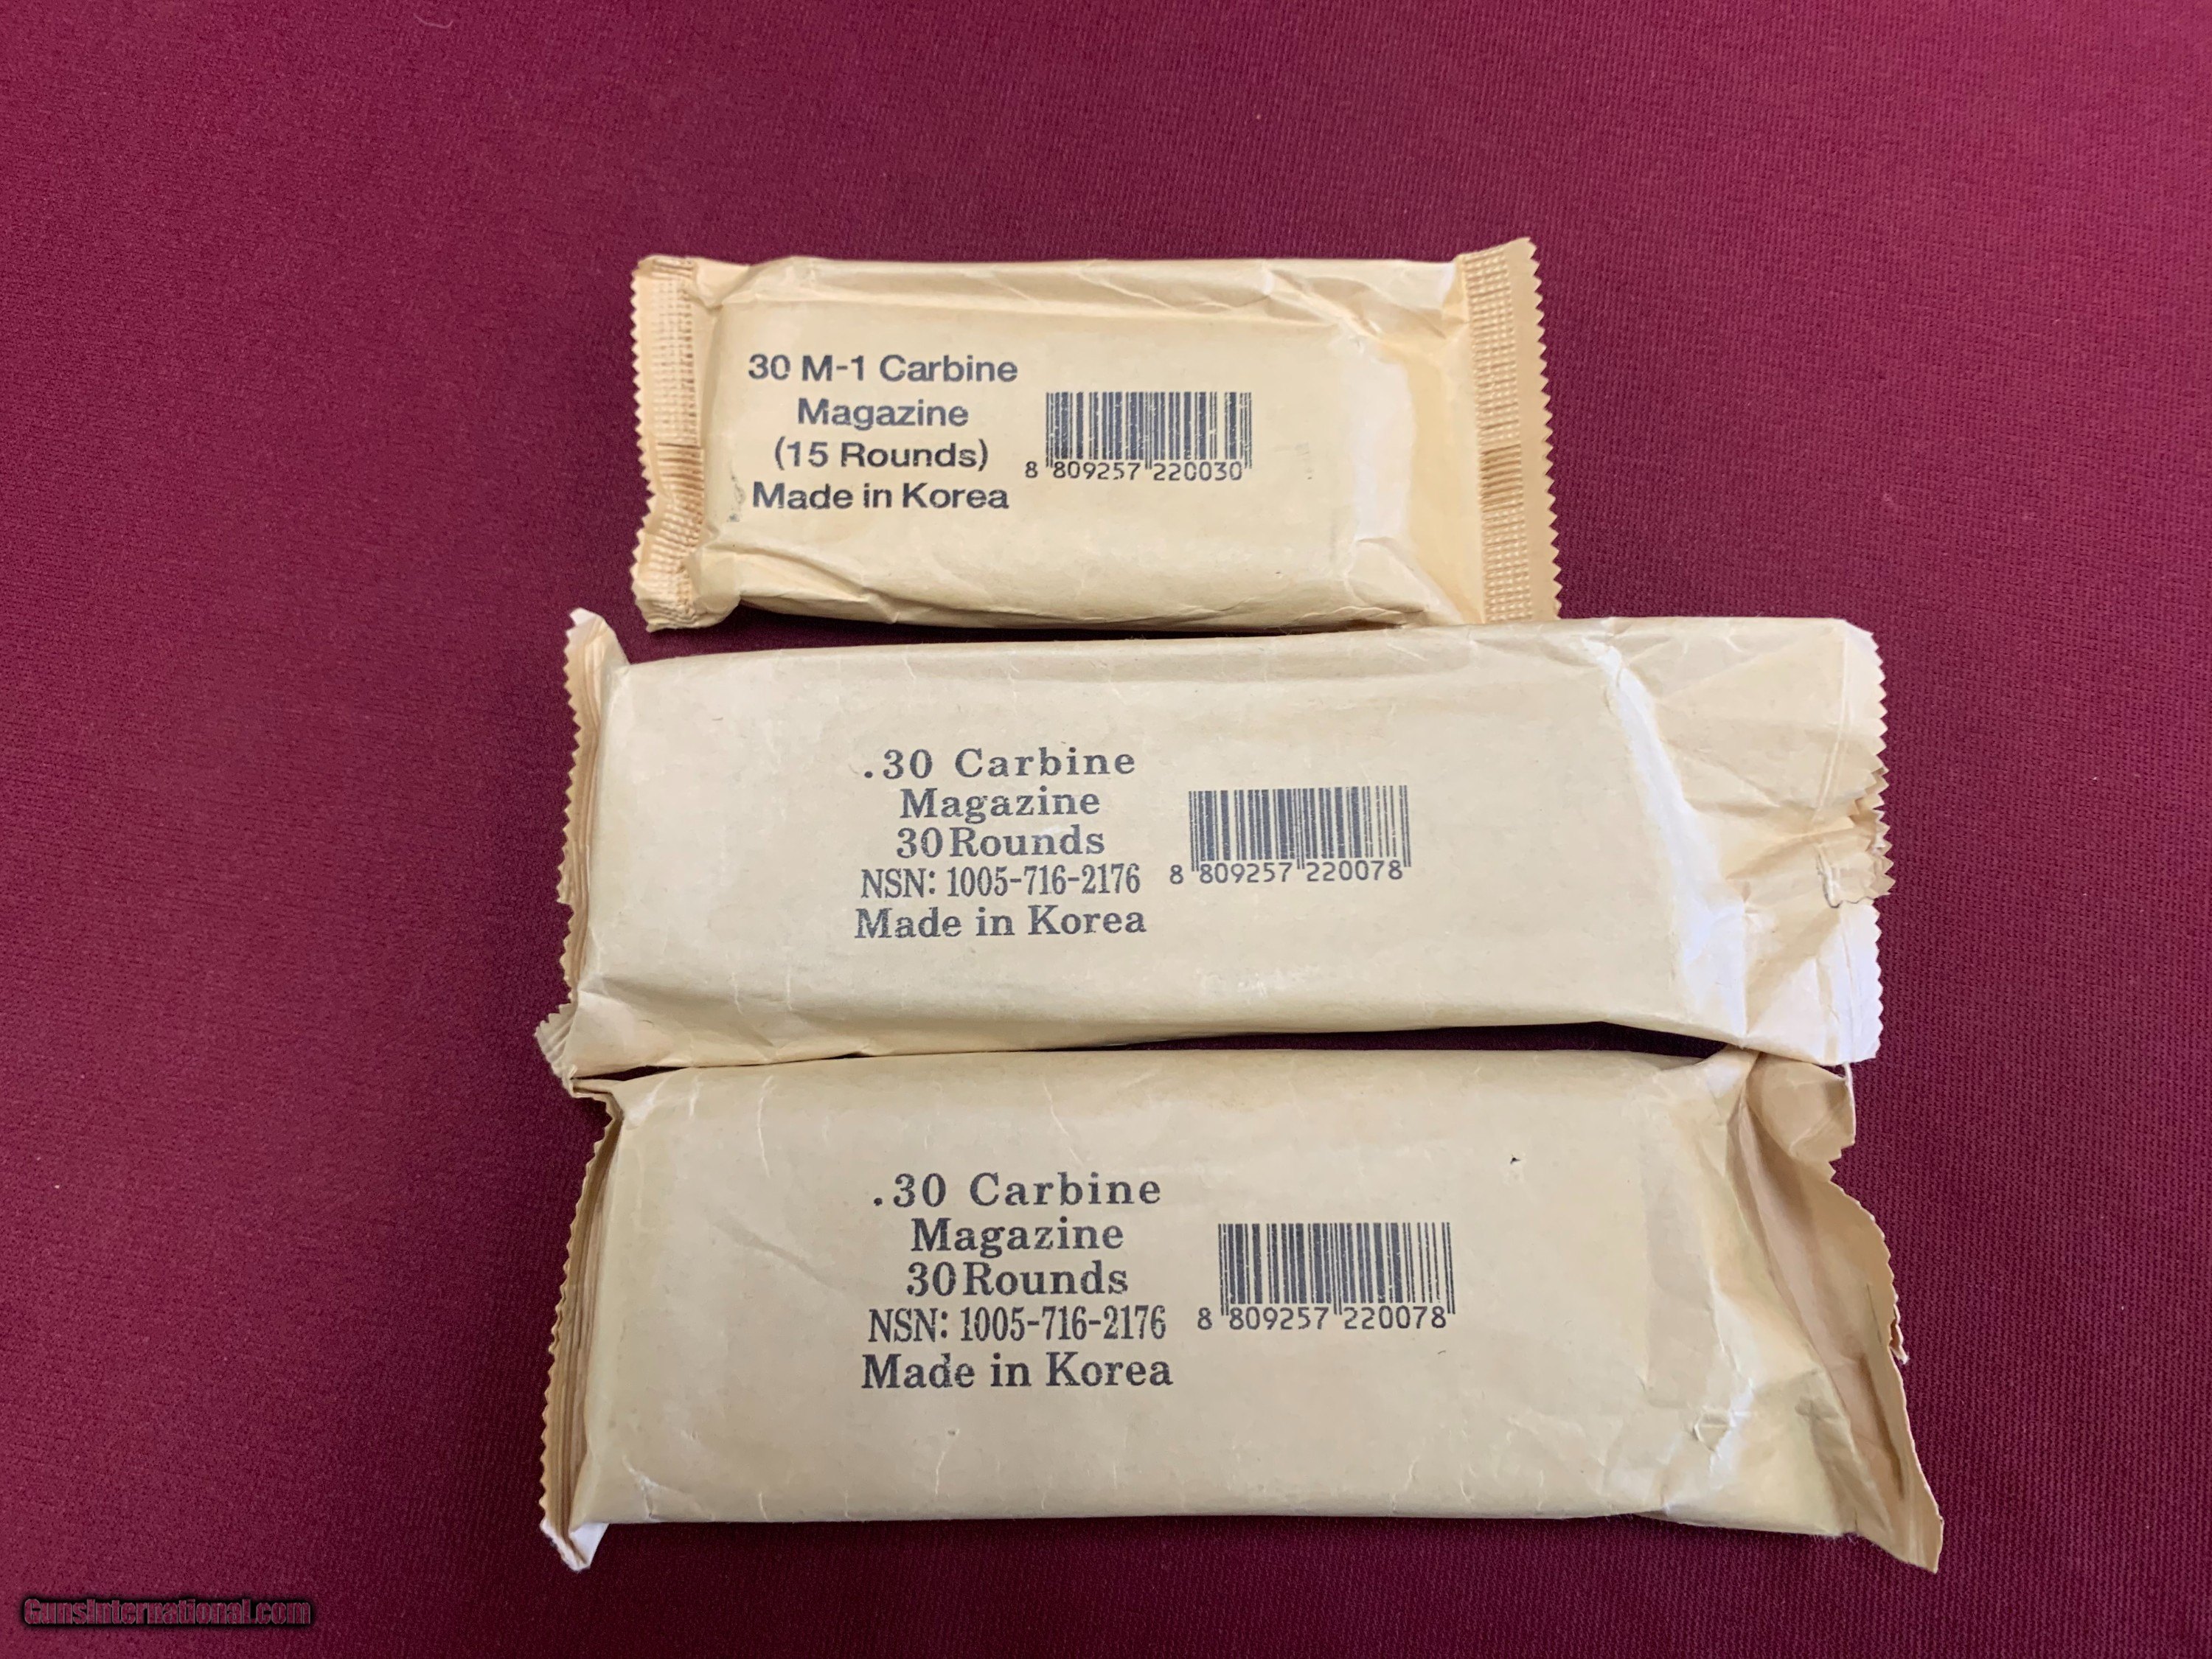 30 M-1 Carbine
Magazine
(15 Rounds)
Made in Korea
8 809257 220030
.30 Carbine
Magazine
30 Rounds
NSN: 1005-716-2176
Made in Korea
8 809257 220078
.30 Carbine
Magazine
30 Rounds
NSN: 1005-716-2176
Made in Korea
8 809257 220078
GunsInternational.com